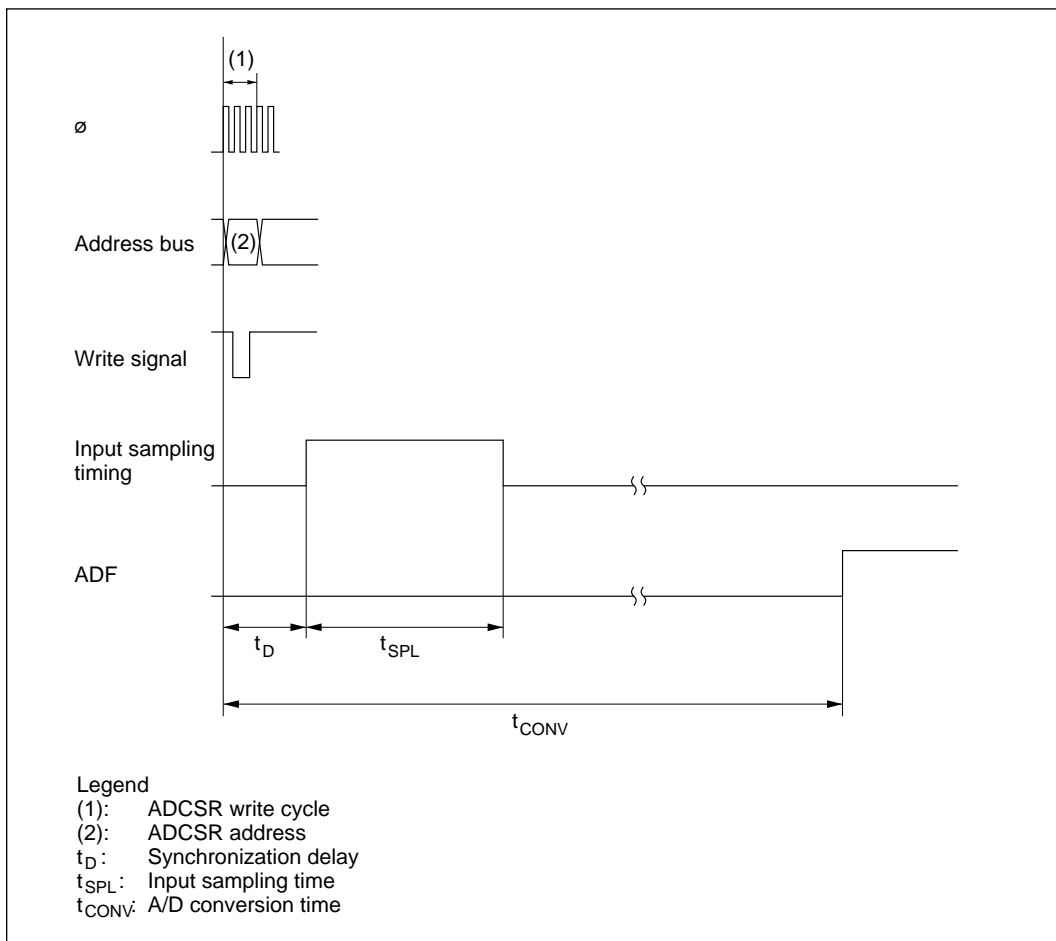 (1)
ø
Address bus
(2)
Write signal
Input sampling
timing
ADF
tD
tSPL
tCONV
Legend
(1): ADCSR write cycle
(2): ADCSR address
tD: Synchronization delay
tSPL: Input sampling time
tCONV: A/D conversion time